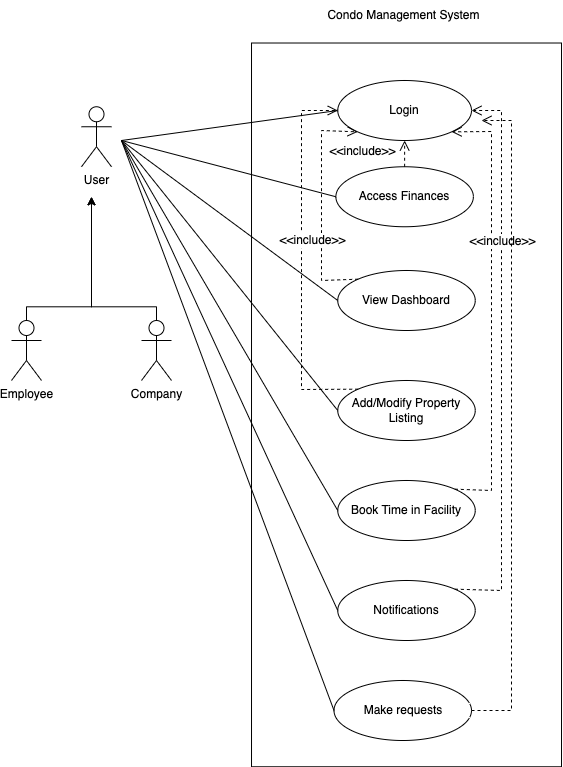 Condo Management System
Login
<<include>>
User
Access Finances
<<include>>
<<include>>
View Dashboard
Employee
Company
Add/Modify Property
Listing
Book Time in Facility
Notifications
Make requests